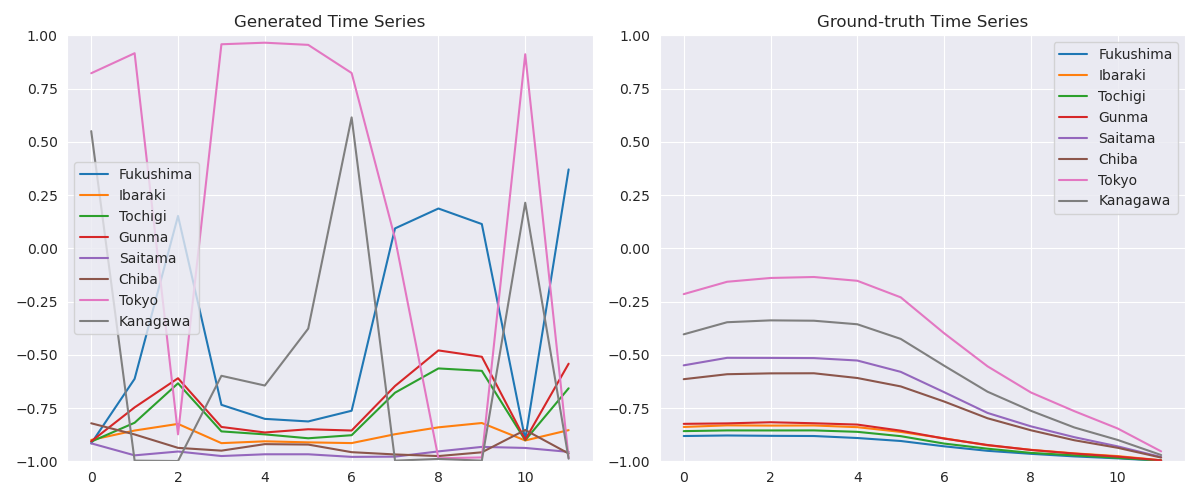 Generated Time Series
1.00
0.75
0.50
0.25
0.00
−0.25
−0.50
−0.75
−1.00
0 2 4 6 8 10
Fukushima
Ibaraki
Tochigi
Gunma
Saitama
Chiba
Tokyo
Kanagawa
Ground-truth Time Series
1.00
0.75
0.50
0.25
0.00
−0.25
−0.50
−0.75
−1.00
0 2 4 6 8 10
Fukushima
Ibaraki
Tochigi
Gunma
Saitama
Chiba
Tokyo
Kanagawa